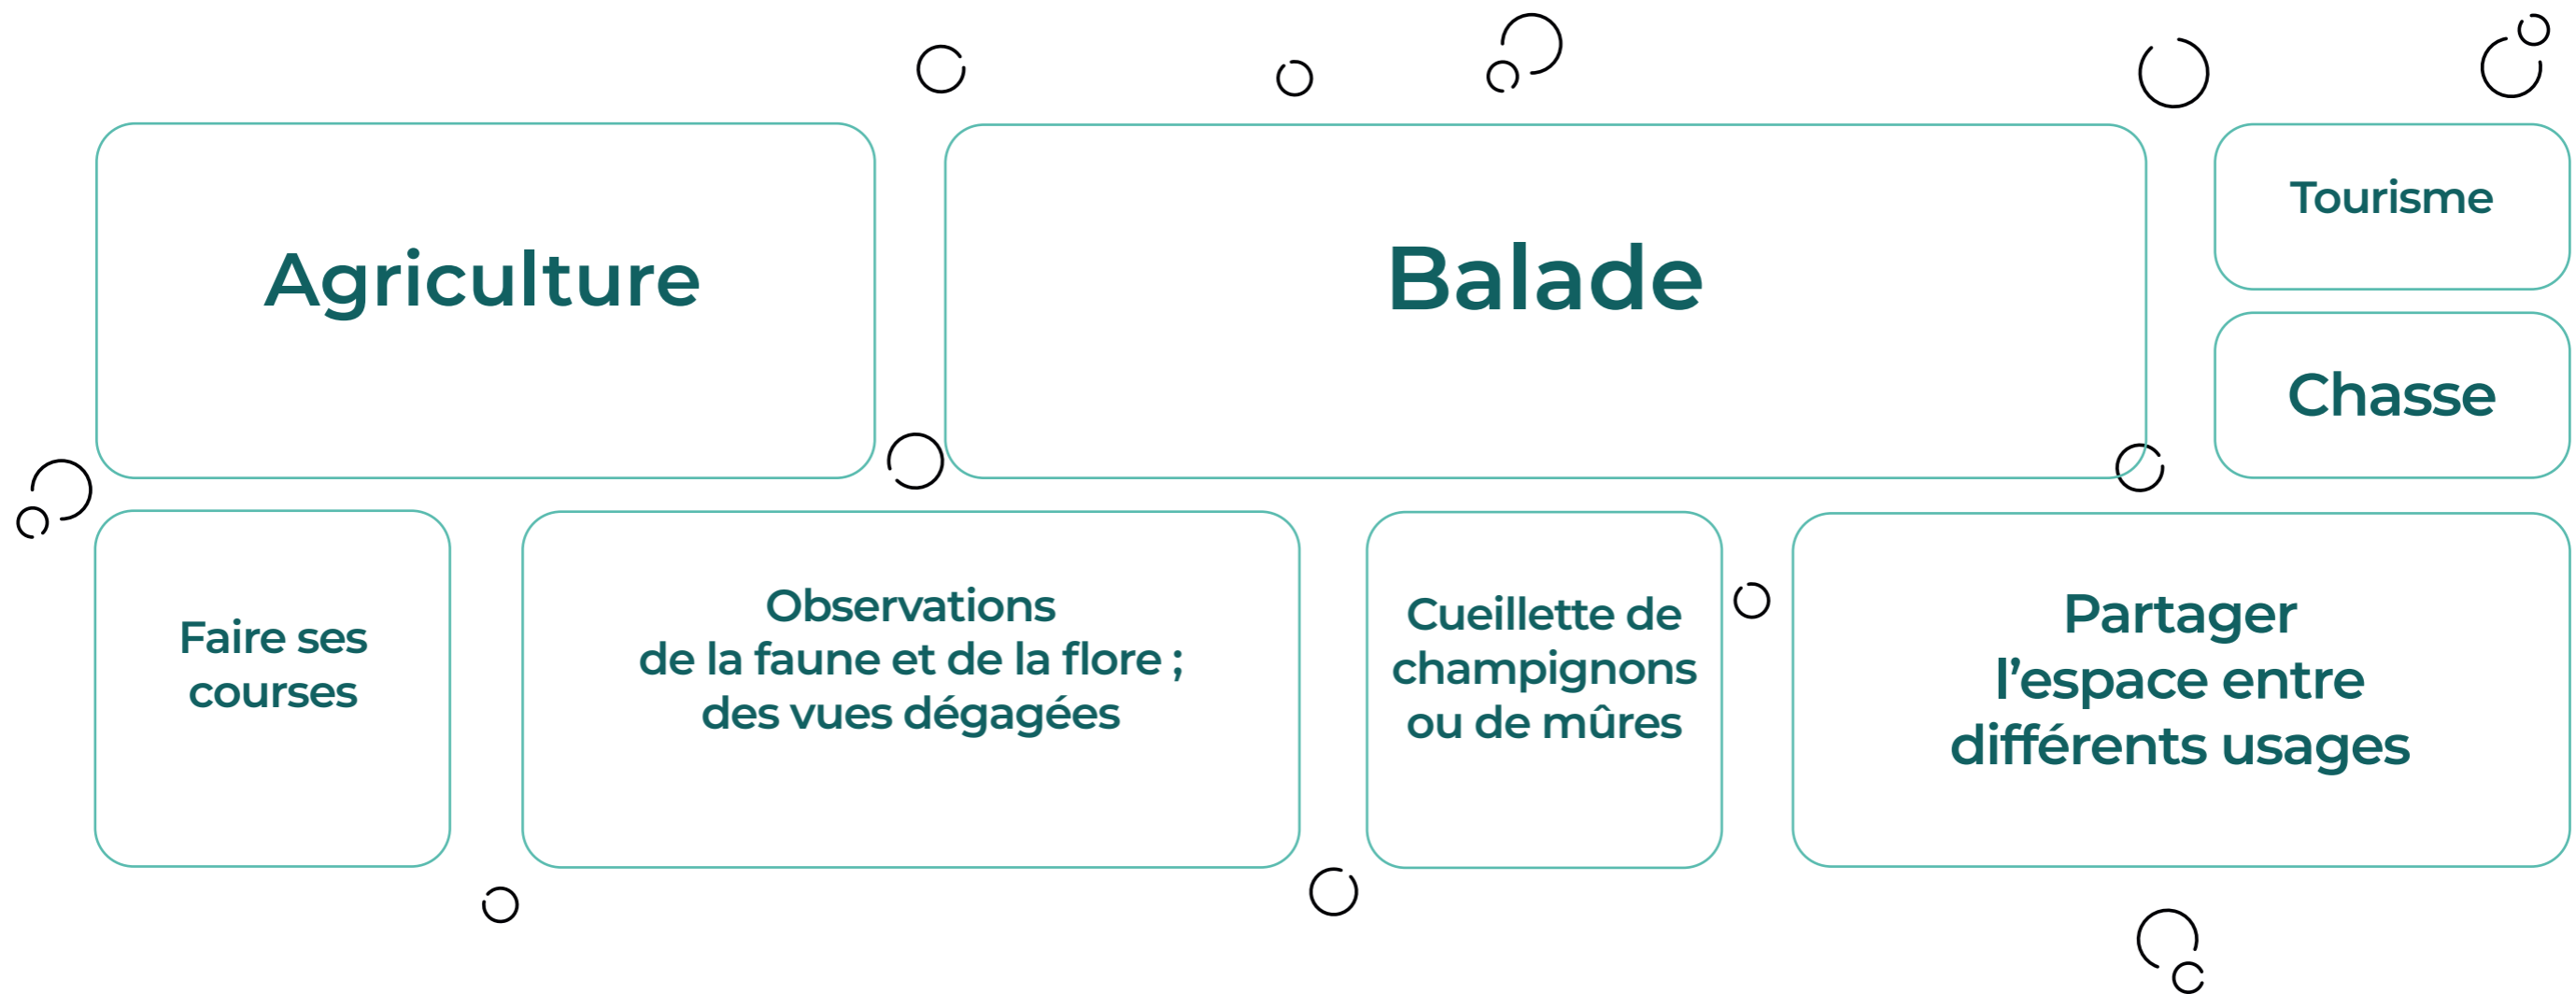 Agriculture
Balade
Tourisme
Chasse
Faire ses
courses
Observations
de la faune et de la flore ;
des vues dégagées
Cueillette de
champignons
ou de mûres
Partager
l’espace entre
différents usages